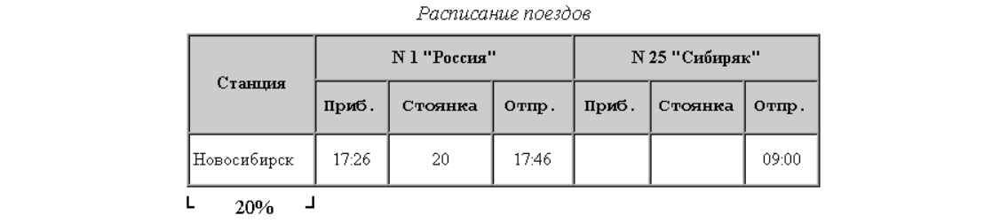 Расписание поездов
Станция
N 1 "Россия"
N 25 "Сибиряк"
Приб. Стоянка Отпр. Приб. Стоянка Отпр.
Новосибирск 17:26 20 17:46 09:00
20%